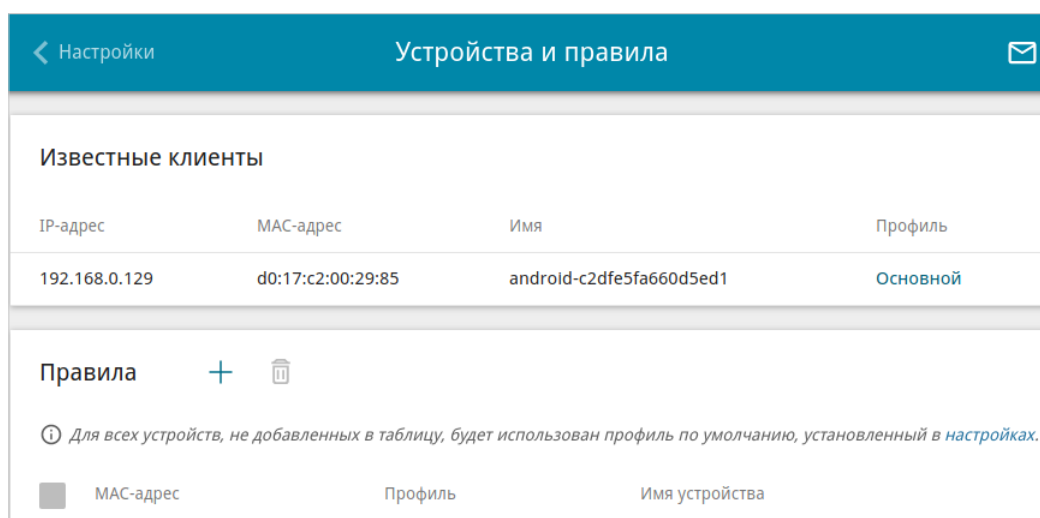 Настройки Устройства и правила
Известные клиенты
IP-адрес MAC-адрес Имя Профиль
192.168.0.129 d0:17:c2:00:29:85 android-c2dfe5fa660d5ed1 Основной
Правила
Для всех устройств, не добавленных в таблицу, будет использован профиль по умолчанию, установленный в настройках.
MAC-адрес Профиль Имя устройства